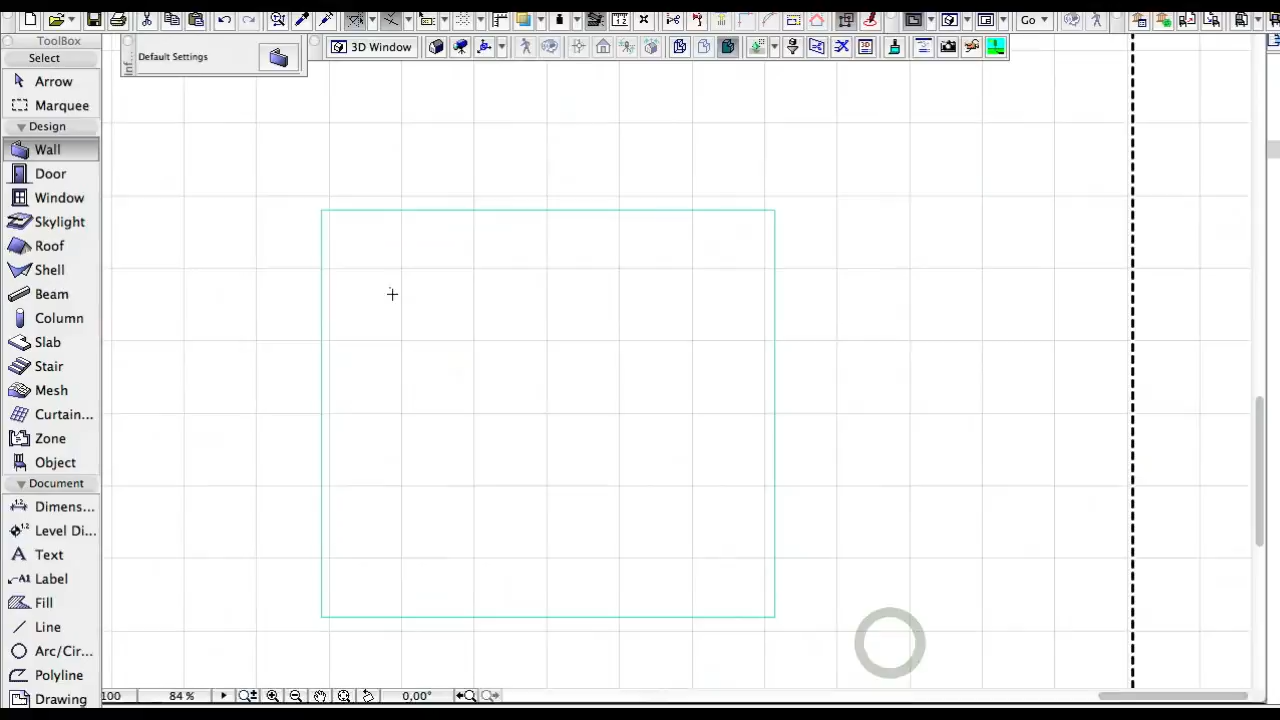 Go
ToolBox
3D Window
Default Settings
Select
Arrow
Marquee
Design
Wall
Door
Window
Skylight
Roof
Shell
Beam
Column
Slab
Stair
Mesh
Curtain...
Zone
Object
Document
Dimens...
Level Di...
Text
Label
Fill
Line
Arc/Cir...
Polyline
Drawing
100
84 %
0,00°